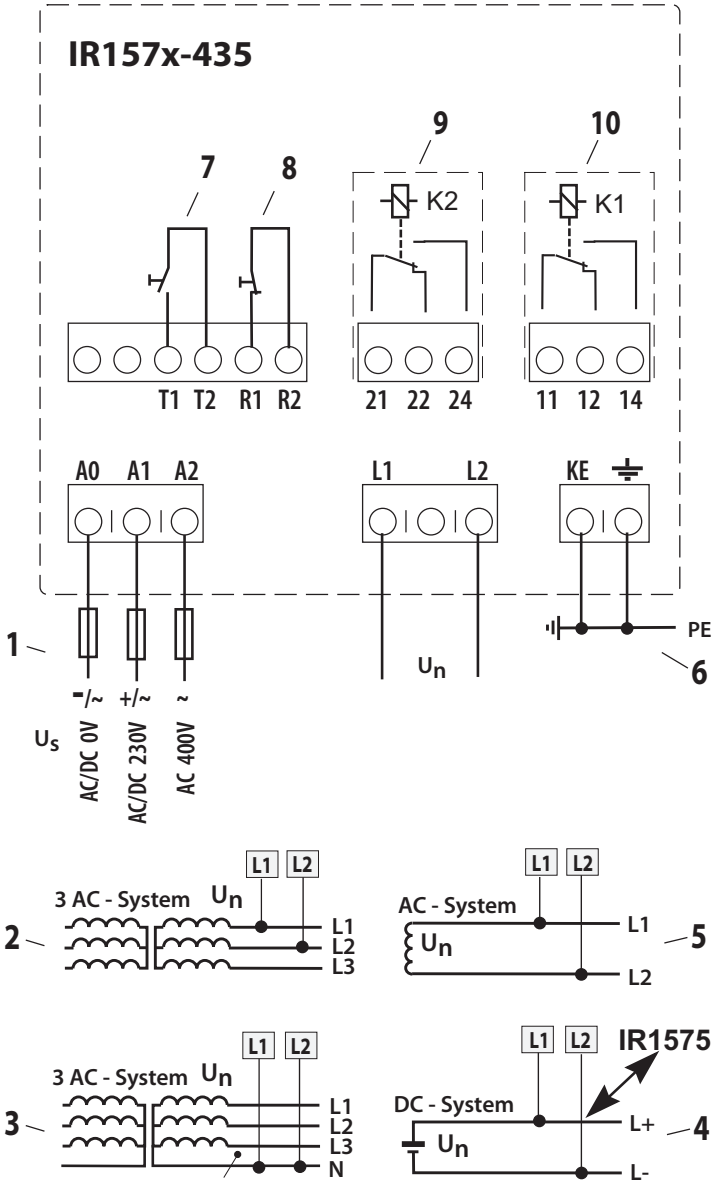 IR157x-435
9 10
7 8
K2 K1
T1 T2 R1 R2 21 22 24 11 12 14
A0 A1 A2 L1 L2 KE
PE
1 Un 6
-/~ +/~ ~
Us AC/DC 0V AC/DC 230V AC 400V
L1 L2 L1 L2
3 AC - System Un AC - System
L1 L1
2 L2 Un 5
L3 L2
L1 L2 L1 L2 IR1575
3 AC - System Un
L1 DC - System
L2 L+
3 L3 Un 4
N L-